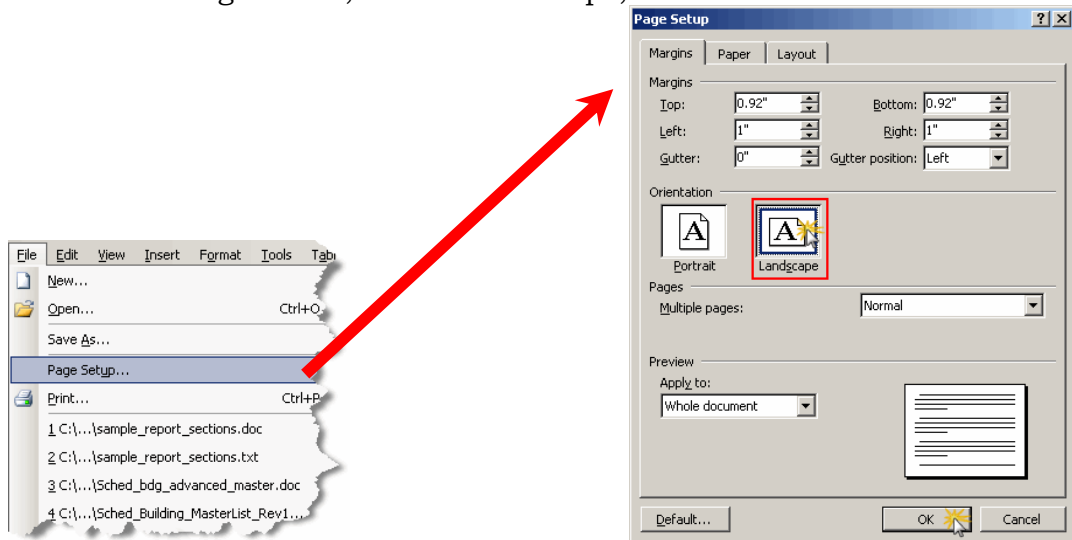 Page Setup
Margins Paper Layout
Margins
Top: 0.92" Bottom: 0.92"
Left: 1" Right: 1"
Gutter: 0" Gutter position: Left
Orientation
A A
Portrait Landscape
Pages
Multiple pages: Normal
Preview
Apply to:
Whole document
Default... OK Cancel
File Edit View Insert Format Tools
New...
Open... Ctrl+O
Save As...
Page Setup...
Print... Ctrl+P
1 C:\...\sample_report_sections.doc
2 C:\...\sample_report_sections.txt
3 C:\...\Sched_bdg_advanced_master.doc
4 C:\...\Sched_Building_MasterList_Rev1...